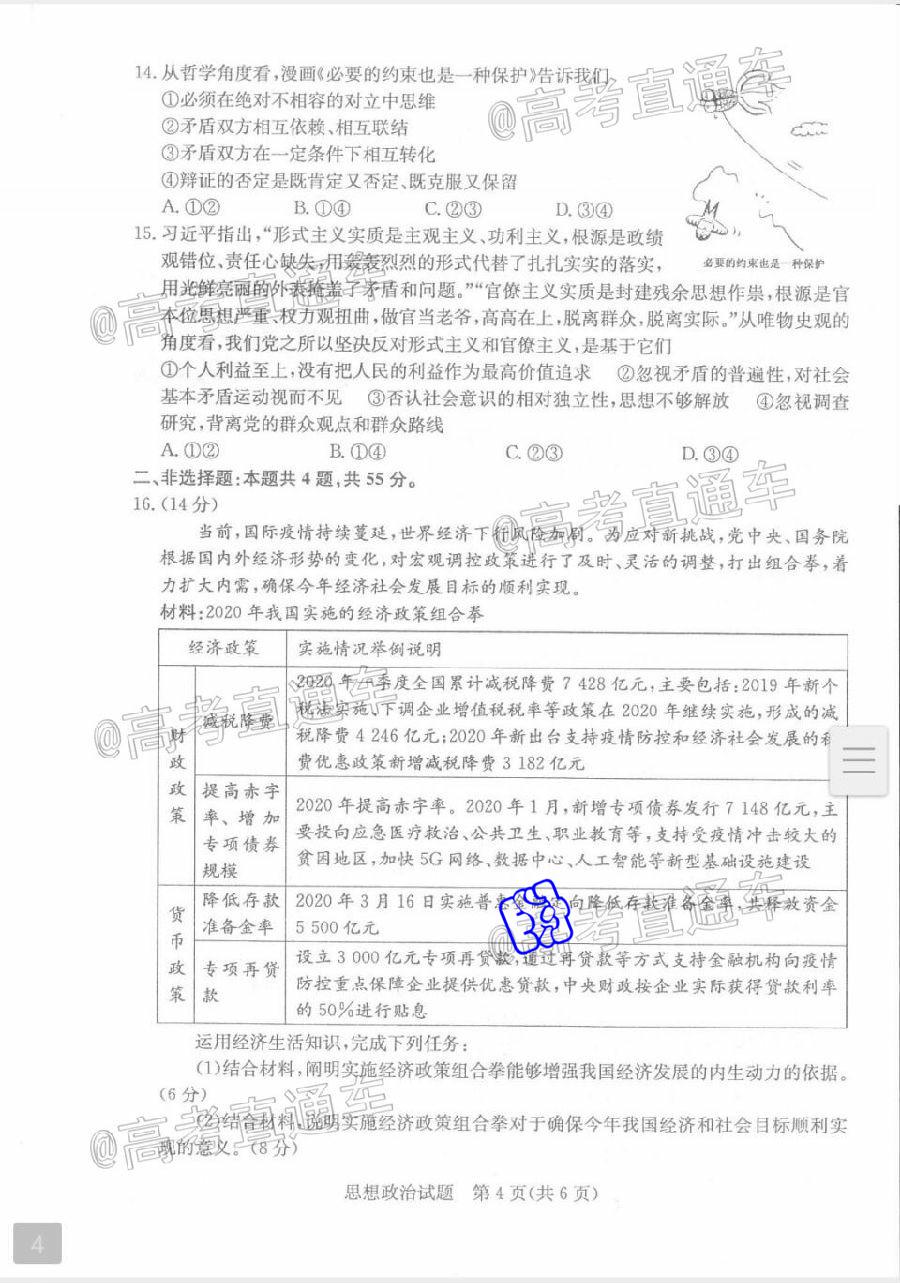 14. 从哲学角度看,漫画《必要的约束也是一种保护》告诉我们
①必须在绝对不相容的对立中思维
②矛盾双方相互依赖、相互联结
③矛盾双方在一定条件下相互转化
④辩证的否定是既肯定又否定、既克服又保留
A. ①② B. ①④ C. ②③ D. ③④
必要的约束也是一种保护
15. 习近平指出,“形式主义实质是主观主义、功利主义,根源是政绩
观错位、责任心缺失,用轰轰烈烈的形式代替了扎扎实实的落实,
用光鲜亮丽的外表掩盖了矛盾和问题。”“官僚主义实质是封建残余思想作祟,根源是官
本位思想严重、权力观扭曲,做官当老爷,高高在上,脱离群众,脱离实际。”从唯物史观的
角度看,我们党之所以坚决反对形式主义和官僚主义,是基于它们
①个人利益至上,没有把人民的利益作为最高价值追求 ②忽视矛盾的普遍性,对社会
基本矛盾运动视而不见 ③否认社会意识的相对独立性,思想不够解放 ④忽视调查
研究,背离党的群众观点和群众路线
A. ①② B. ①④ C. ②③ D. ③④
二、非选择题:本题共 4 题,共 55 分。
16. (14 分)
当前,国际疫情持续蔓延,世界经济下行风险加剧。为应对新挑战,党中央、国务院
根据国内外经济形势的变化,对宏观调控政策进行了及时、灵活的调整,打出组合拳,着
力扩大内需,确保今年经济社会发展目标的顺利实现。
材料:2020 年我国实施的经济政策组合拳
经济政策 实施情况举例说明
财政政策
减税降费
2020 年一季度全国累计减税降费 7 428 亿元,主要包括:2019 年新个
税法实施、下调企业增值税税率等政策在 2020 年继续实施,形成的减
税降费 4 246 亿元;2020 年新出台支持疫情防控和经济社会发展的税
费优惠政策新增减税降费 3 182 亿元
提高赤字
率、增加
专项债券
规模
2020 年提高赤字率。2020 年 1 月,新增专项债券发行 7 148 亿元,主
要投向应急医疗救治、公共卫生、职业教育等,支持受疫情冲击较大的
贫困地区,加快 5G 网络、数据中心、人工智能等新型基础设施建设
货币政策
降低存款
准备金率
2020 年 3 月 16 日实施普惠金融定向降低存款准备金率,共释放资金
5 500 亿元
专项再贷
款
设立 3 000 亿元专项再贷款,通过再贷款等方式支持金融机构向疫情
防控重点保障企业提供优惠贷款,中央财政按企业实际获得贷款利率
的 50%进行贴息
运用经济生活知识,完成下列任务:
(1)结合材料,阐明实施经济政策组合拳能够增强我国经济发展的内生动力的依据。
(6 分)
(2)结合材料,说明实施经济政策组合拳对于确保今年我国经济和社会目标顺利实
现的意义。(8 分)
思想政治试题 第 4 页(共 6 页)
4
@高考直通车
@高考直通车
@高考直通车
@高考直通车
@高考直通车
@高考直通车